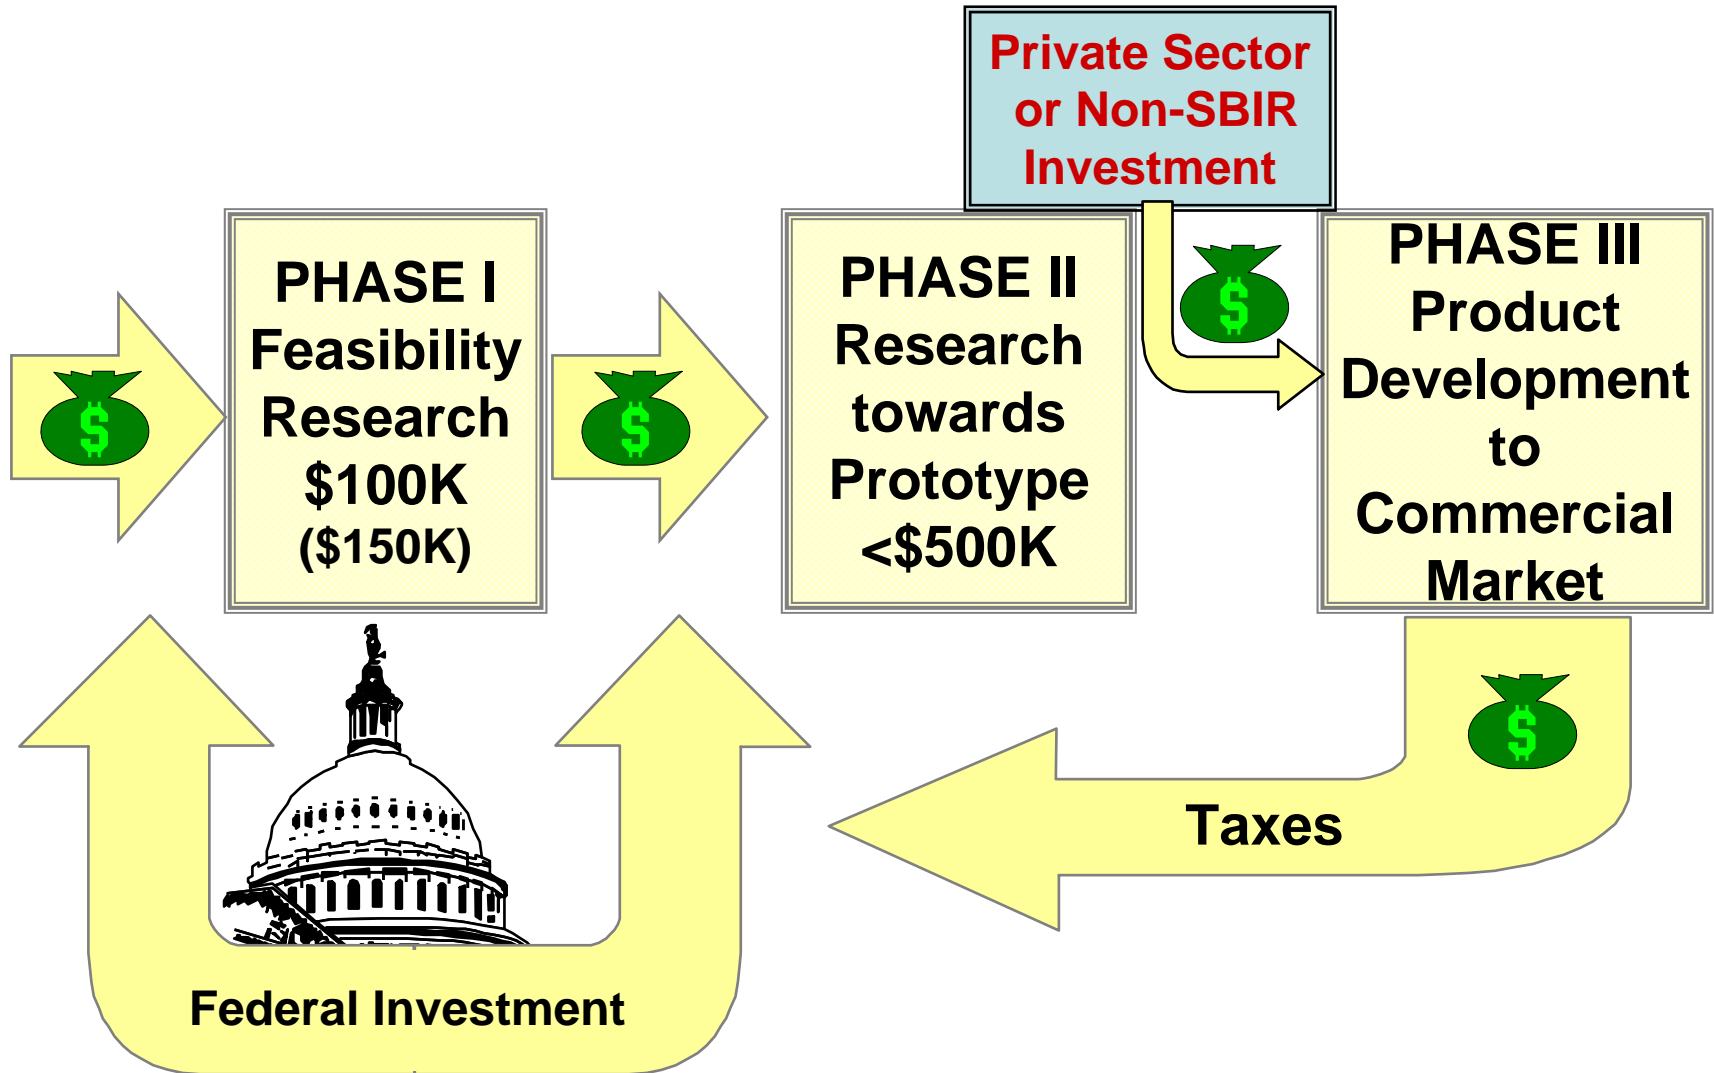 Private Sector
or Non-SBIR
Investment
PHASE I
Feasibility
Research
$100K
($150K)
PHASE II
Research
towards
Prototype
<$500K
PHASE III
Product
Development
to
Commercial
Market
$
$
$
$
Taxes
Federal Investment